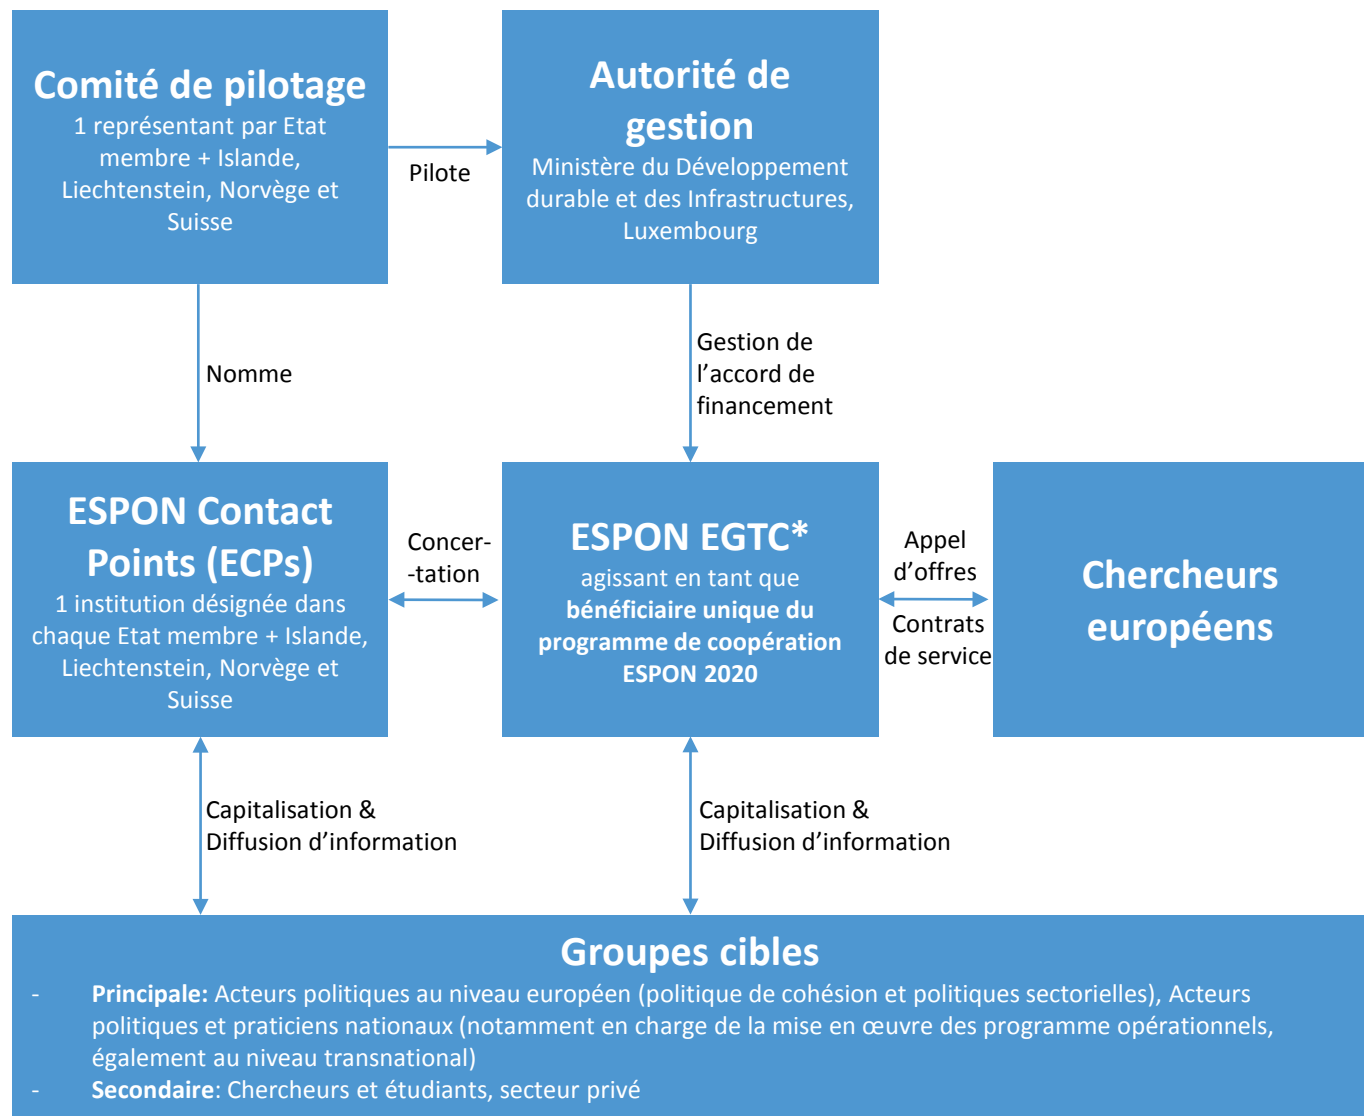 Comité de pilotage
1 représentant par Etat
membre + Islande,
Liechtenstein, Norvège et
Suisse
Pilote
Autorité de
gestion
Ministère du Développement
durable et des Infrastructures,
Luxembourg
Nomme
Gestion de
l’accord de
financement
ESPON Contact
Points (ECPs)
1 institution désignée dans
chaque Etat membre + Islande,
Liechtenstein, Norvège et
Suisse
Concer-
-tation
ESPON EGTC*
agissant en tant que
bénéficiaire unique du
programme de coopération
ESPON 2020
Appel
d’offres
Contrats
de service
Chercheurs
européens
Capitalisation &
Diffusion d’information
Capitalisation &
Diffusion d’information
Groupes cibles
- Principale: Acteurs politiques au niveau européen (politique de cohésion et politiques sectorielles), Acteurs
politiques et praticiens nationaux (notamment en charge de la mise en œuvre des programme opérationnels,
également au niveau transnational)
- Secondaire: Chercheurs et étudiants, secteur privé